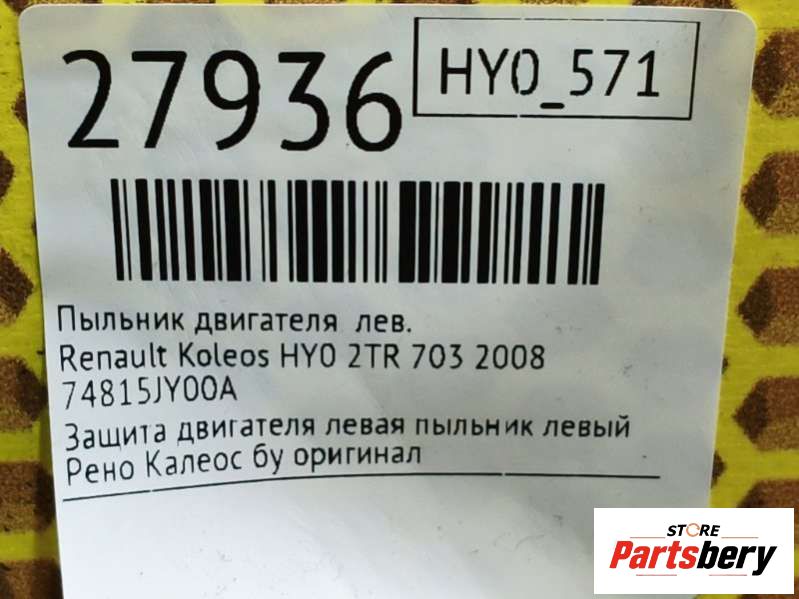 27936
HY0_571
Пыльник двигателя лев.
Renault Koleos HY0 2TR 703 2008
74815JY00A
Защита двигателя левая пыльник левый
Рено Калеос бу оригинал
STORE
Partsbery